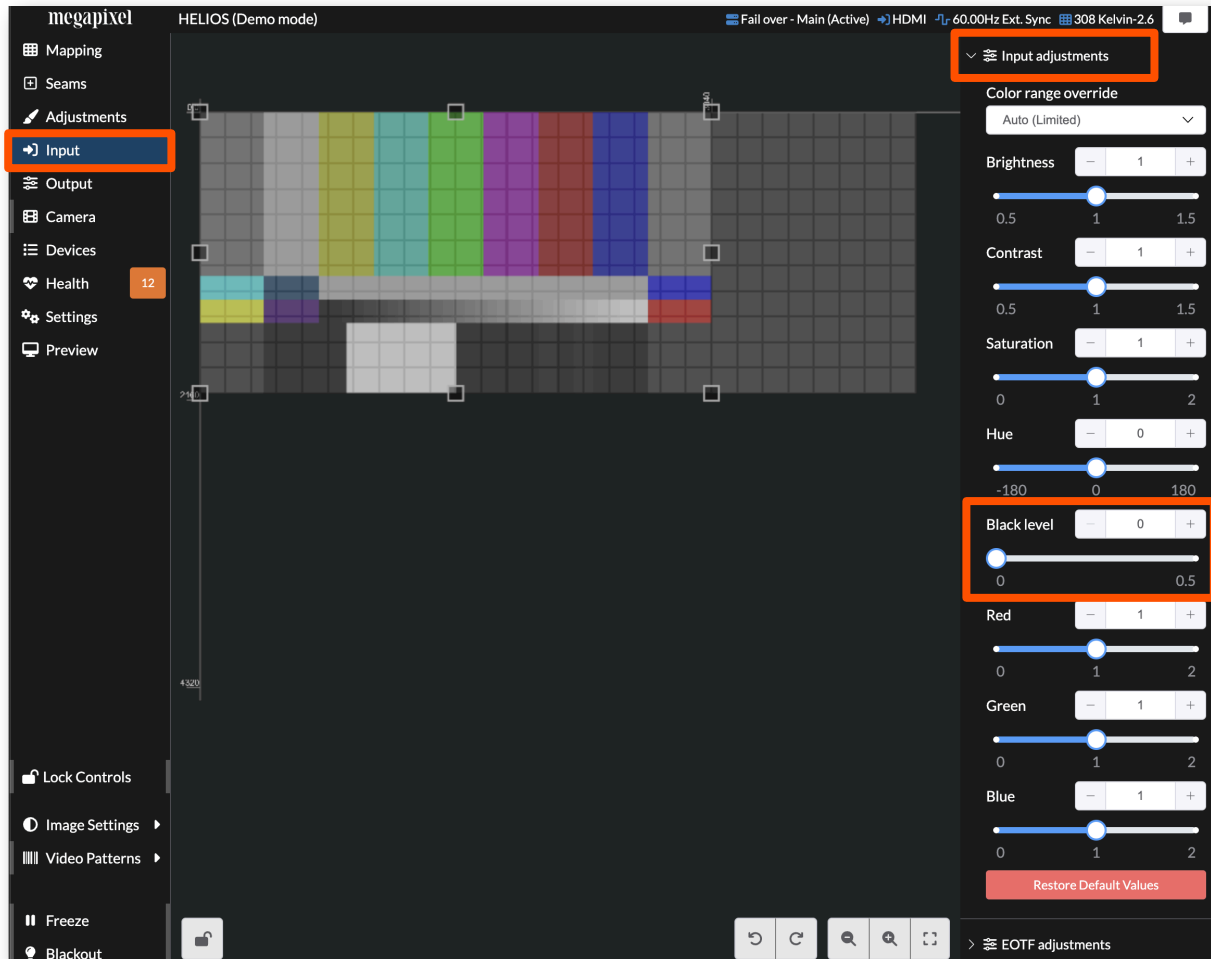 megapixel
HELIOS (Demo mode)
Fail over - Main (Active) HDMI 60.00Hz Ext. Sync 308 Kelvin-2.6
Mapping
Seams
Adjustments
Input
Output
Camera
Devices
Health 12
Settings
Preview
Lock Controls
Image Settings
Video Patterns
Freeze
Blackout
2160
4320
Input adjustments
Color range override
Auto (Limited)
Brightness - 1 +
0.5 1 1.5
Contrast - 1 +
0.5 1 1.5
Saturation - 1 +
0 1 2
Hue - 0 +
-180 0 180
Black level - 0 +
0 0.5
Red - 1 +
0 1 2
Green - 1 +
0 1 2
Blue - 1 +
0 1 2
Restore Default Values
EOTF adjustments